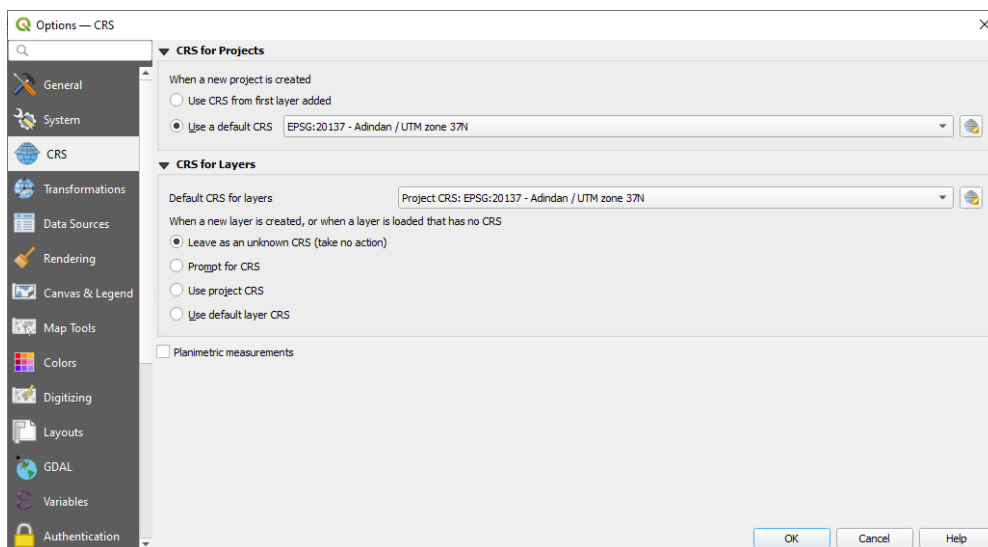 Options — CRS
General
System
CRS
Transformations
Data Sources
Rendering
Canvas & Legend
Map Tools
Colors
Digitizing
Layouts
GDAL
Variables
Authentication
CRS for Projects
When a new project is created
Use CRS from first layer added
Use a default CRS EPSG:20137 - Adindan / UTM zone 37N
CRS for Layers
Default CRS for layers Project CRS: EPSG:20137 - Adindan / UTM zone 37N
When a new layer is created, or when a layer is loaded that has no CRS
Leave as an unknown CRS (take no action)
Prompt for CRS
Use project CRS
Use default layer CRS
Planimetric measurements
OK Cancel Help